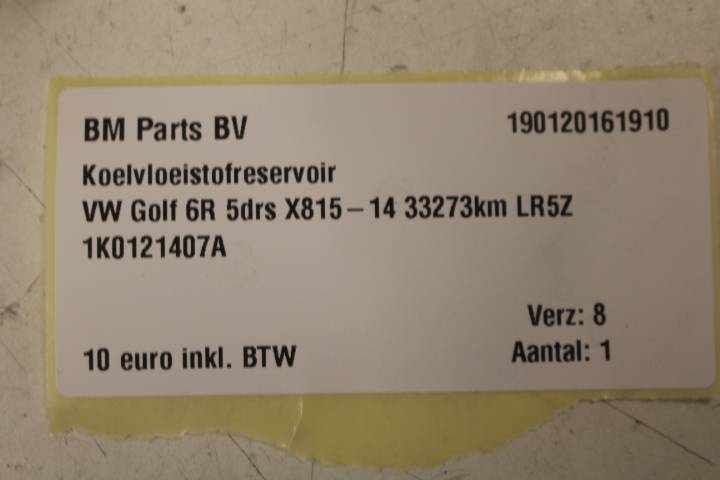 BM Parts BV 190120161910
Koelvloeistofreservoir
VW Golf 6R 5drs X815-14 33273km LR5Z
1K0121407A
Verz: 8
10 euro inkl. BTW Aantal: 1